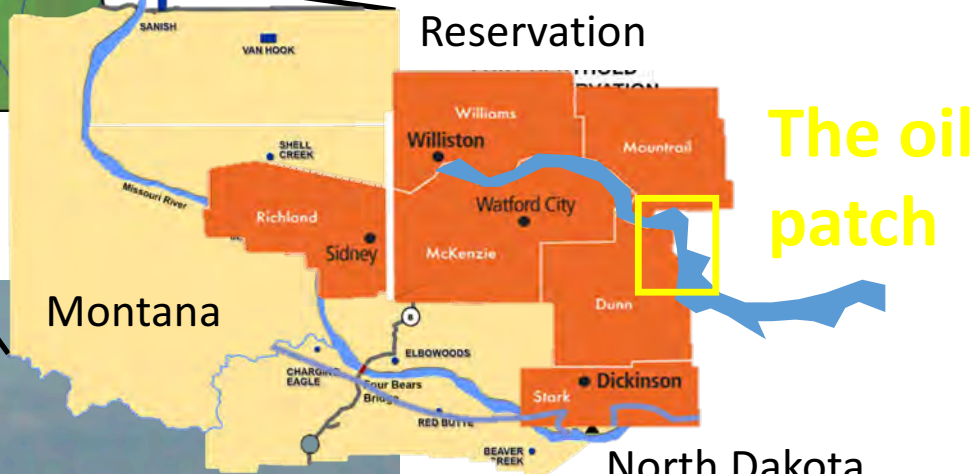 SANISH
Reservation
VAN HOOK
Williams
The oil
patch
Williston
Mountrail
SHELL
CREEK
Missouri River
Watford City
Richland
Sidney
McKenzie
Montana
Dunn
8
ELBOWOODS
CHARGING
EAGLE
Four Bears
Bridge
Dickinson
Stark
RED BUTTE
BEAVER
CREEK
North Dakota